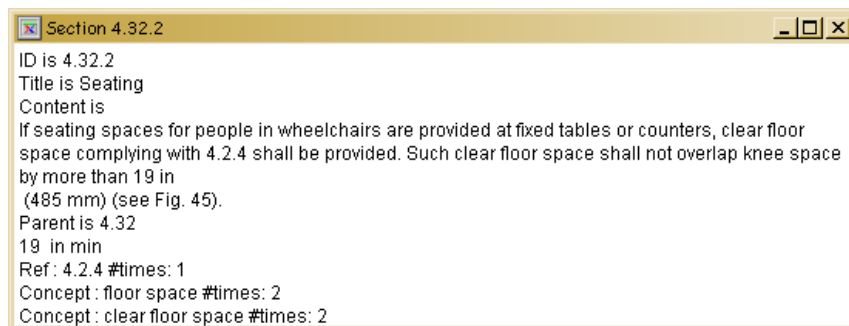 Section 4.32.2
ID is 4.32.2
Title is Seating
Content is
If seating spaces for people in wheelchairs are provided at fixed tables or counters, clear floor
space complying with 4.2.4 shall be provided. Such clear floor space shall not overlap knee space
by more than 19 in
(485 mm) (see Fig. 45).
Parent is 4.32
19 in min
Ref : 4.2.4 #times: 1
Concept : floor space #times: 2
Concept : clear floor space #times: 2